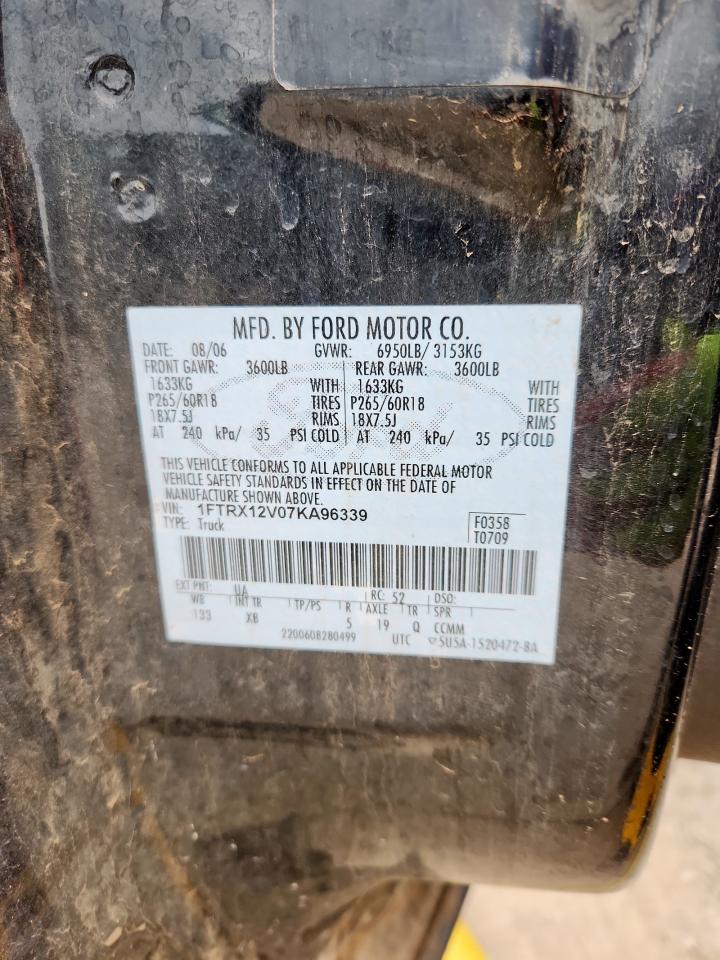 MFD. BY FORD MOTOR CO.
DATE: 08/06 GVWR: 6950LB/ 3153KG
FRONT GAWR: 3600LB REAR GAWR: 3600LB
1633KG WITH 1633KG WITH
P265/60R18 TIRES P265/60R18 TIRES
18X7.5J RIMS 18X7.5J RIMS
AT 240 kPa/ 35 PSI COLD AT 240 kPa/ 35 PSI COLD
THIS VEHICLE CONFORMS TO ALL APPLICABLE FEDERAL MOTOR
VEHICLE SAFETY STANDARDS IN EFFECT ON THE DATE OF
MANUFACTURE SHOWN ABOVE.
VIN: 1FTRX12V07KA96339
TYPE: Truck
F0358
T0709
EXT PNT: UA RC: 52 DSO:
WB INT TR TP/PS R AXLE TR SPR
133 XB 5 19 Q CCMM
2200608280499 UTC ▽5U5A-1520472-BA